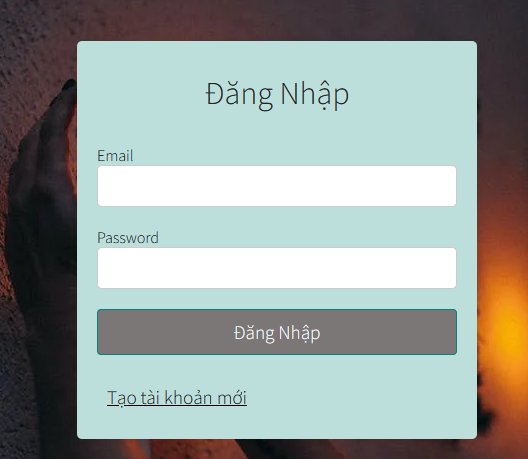 Đăng Nhập
Email
Password
Đăng Nhập
Tạo tài khoản mới